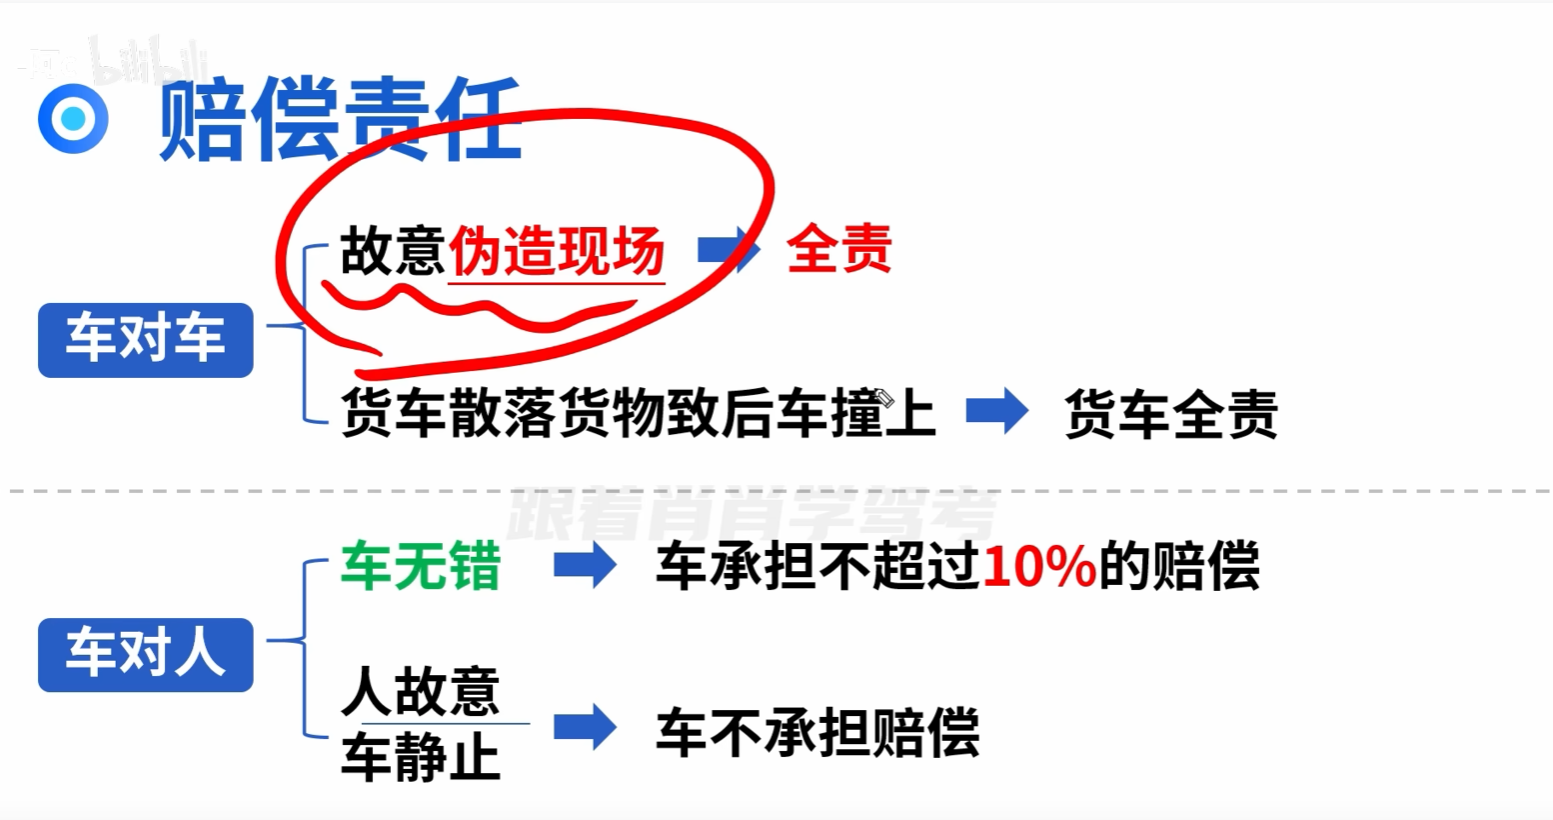 bilibili
赔偿责任
故意伪造现场 全责
车对车
货车散落货物致后车撞上 货车全责
跟着肖肖学驾考
车无错 车承担不超过10%的赔偿
车对人
人故意
车静止
车不承担赔偿